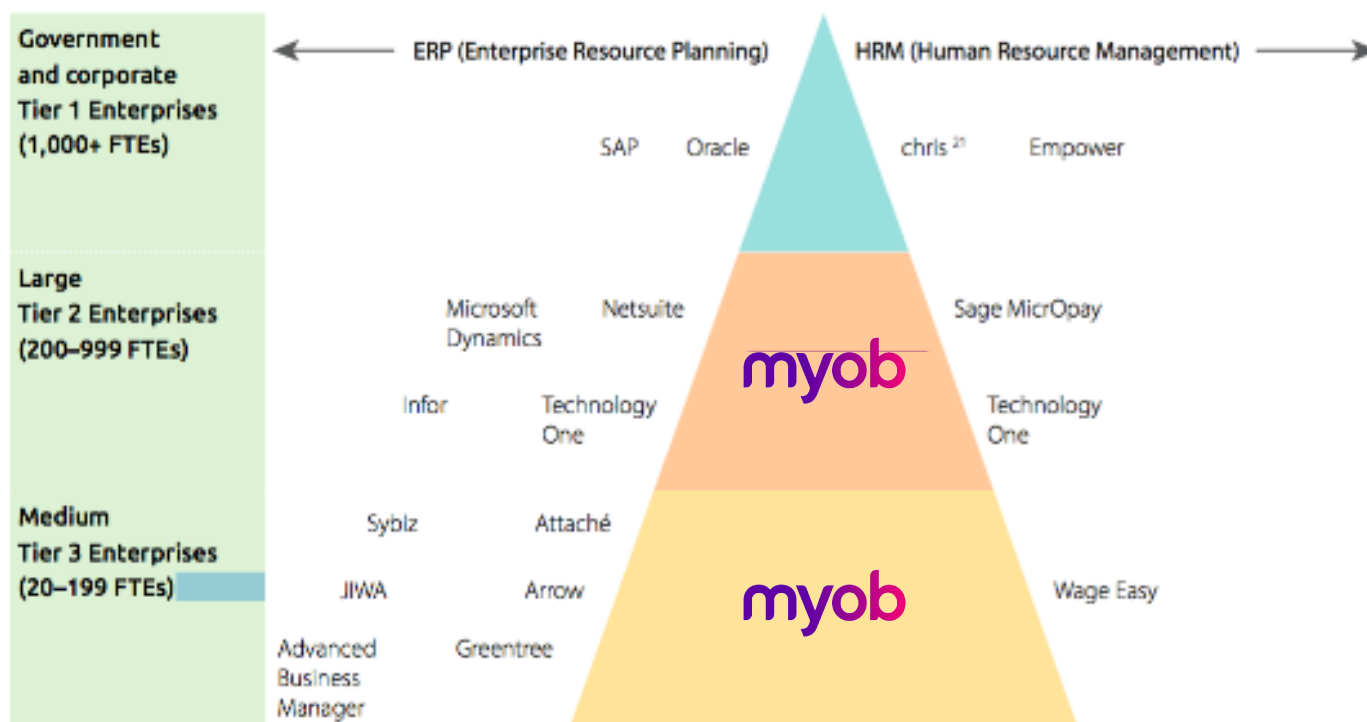 Government
and corporate
Tier 1 Enterprises
(1,000+ FTEs)
ERP (Enterprise Resource Planning)
HRM (Human Resource Management)
SAP
Oracle
chris 21
Empower
Large
Tier 2 Enterprises
(200–999 FTEs)
Microsoft
Dynamics
Netsuite
myob
Sage MicrOpay
Infor
Technology
One
Technology
One
Medium
Tier 3 Enterprises
(20–199 FTEs)
Sybiz
Attaché
JIWA
Arrow
myob
Wage Easy
Advanced
Business
Manager
Greentree